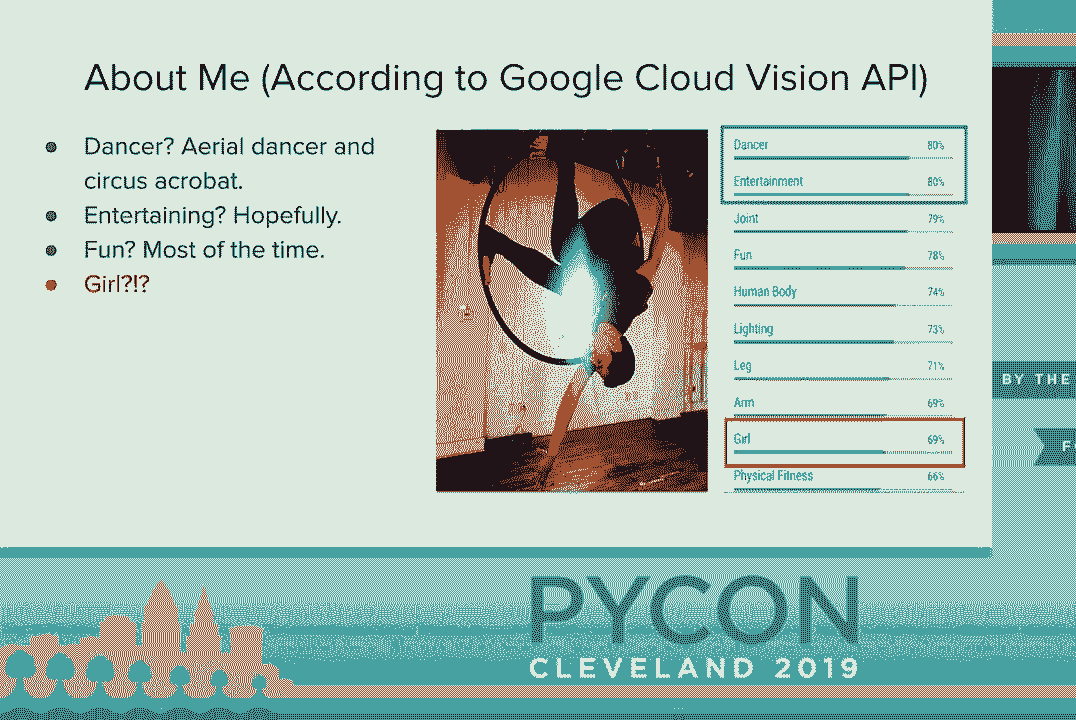 About Me (According to Google Cloud Vision API)
Dancer? Aerial dancer and
circus acrobat.
Entertaining? Hopefully.
Fun? Most of the time.
Girl?!?
Dancer 80%
Entertainment 80%
Joint 79%
Fun 78%
Human Body 74%
Lighting 73%
Leg 71%
Arm 69%
Girl 69%
Physical Fitness 66%
BY THE
PYCON
CLEVELAND 2019